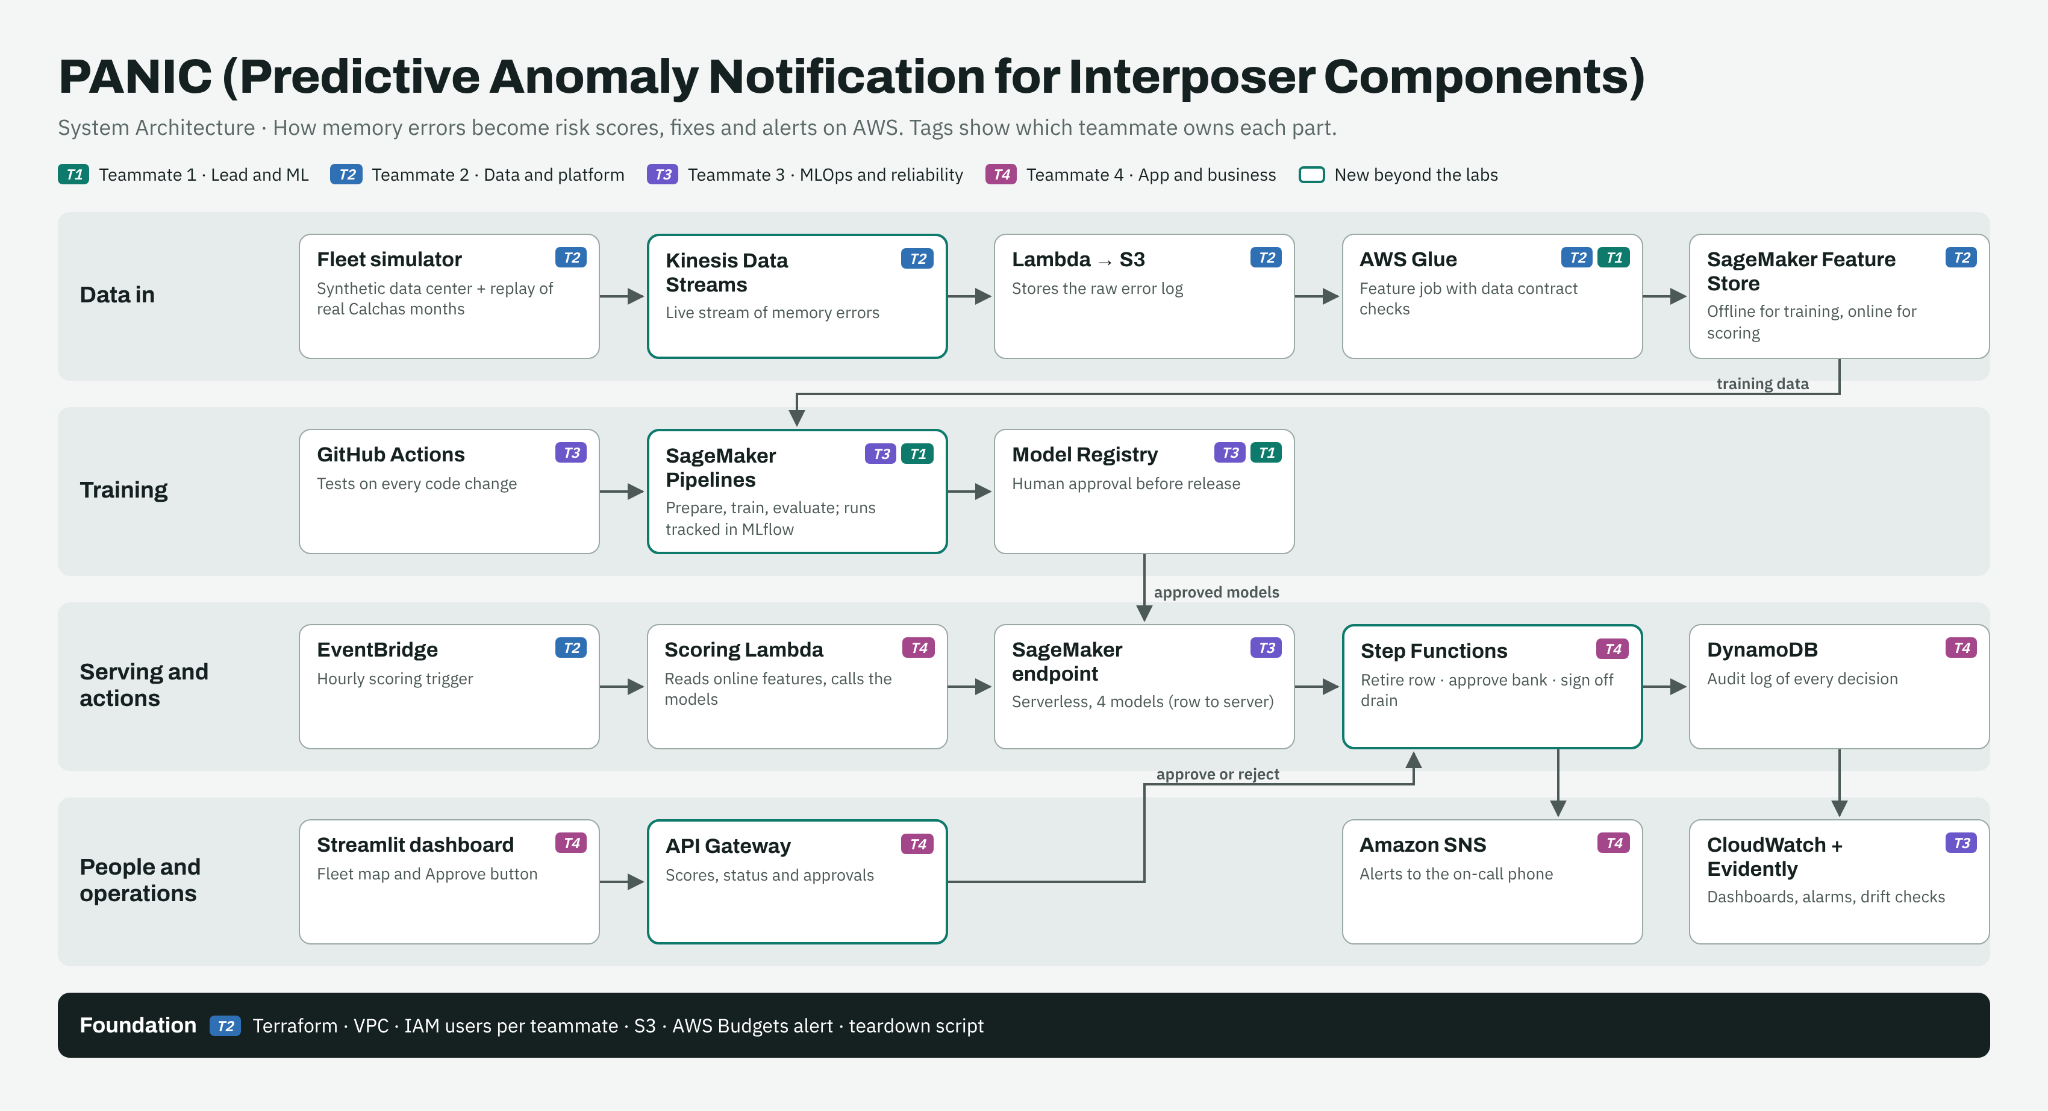 PANIC (Predictive Anomaly Notification for Interposer Components)
System Architecture · How memory errors become risk scores, fixes and alerts on AWS. Tags show which teammate owns each part.
T1 Teammate 1 · Lead and ML T2 Teammate 2 · Data and platform T3 Teammate 3 · MLOps and reliability T4 Teammate 4 · App and business New beyond the labs
Data in
Fleet simulator T2
Synthetic data center + replay of
real Calchas months
Kinesis Data T2
Streams
Live stream of memory errors
Lambda → S3 T2
Stores the raw error log
AWS Glue T2 T1
Feature job with data contract
checks
SageMaker Feature T2
Store
Offline for training, online for
scoring
training data
Training
GitHub Actions T3
Tests on every code change
SageMaker T3 T1
Pipelines
Prepare, train, evaluate; runs
tracked in MLflow
Model Registry T3 T1
Human approval before release
approved models
Serving and
actions
EventBridge T2
Hourly scoring trigger
Scoring Lambda T4
Reads online features, calls the
models
SageMaker T3
endpoint
Serverless, 4 models (row to server)
Step Functions T4
Retire row · approve bank · sign off
drain
DynamoDB T4
Audit log of every decision
approve or reject
People and
operations
Streamlit dashboard T4
Fleet map and Approve button
API Gateway T4
Scores, status and approvals
Amazon SNS T4
Alerts to the on-call phone
CloudWatch + T3
Evidently
Dashboards, alarms, drift checks
Foundation T2 Terraform · VPC · IAM users per teammate · S3 · AWS Budgets alert · teardown script